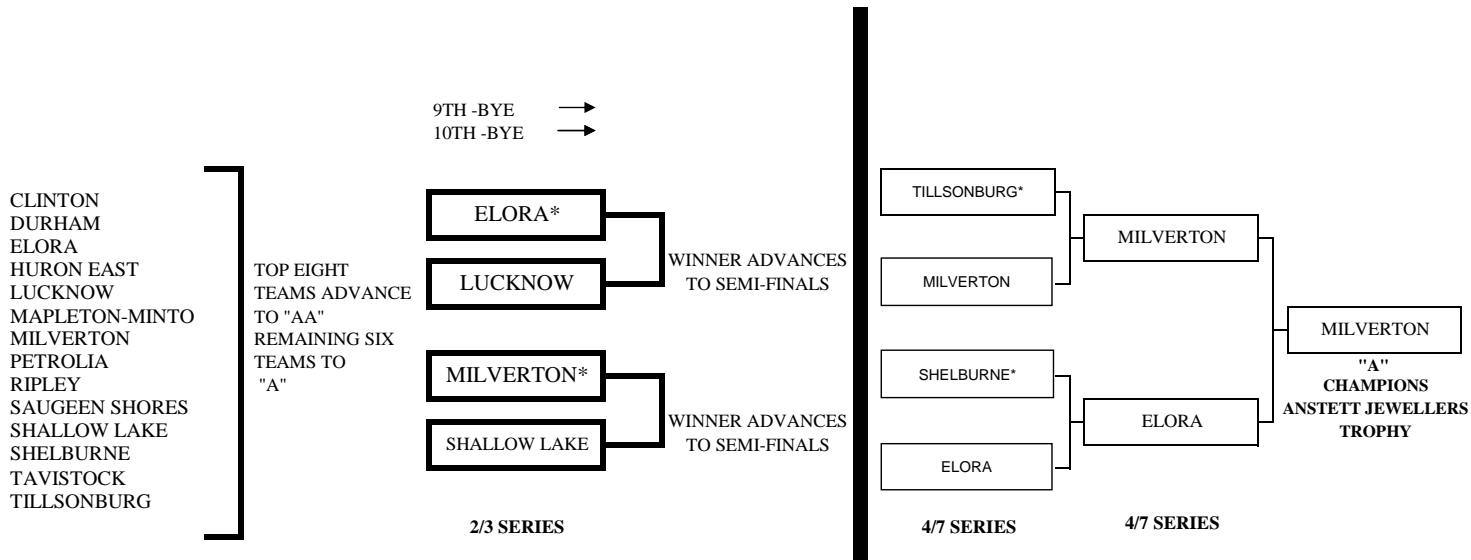 9TH -BYE
10TH -BYE
CLINTON
DURHAM
ELORA
HURON EAST
LUCKNOW
MAPLETON-MINTO
MILVERTON
PETROLIA
RIPLEY
SAUGEEN SHORES
SHALLOW LAKE
SHELBURNE
TAVISTOCK
TILLSONBURG
TOP EIGHT
TEAMS ADVANCE
TO "AA"
REMAINING SIX
TEAMS TO
"A"
ELORA*
LUCKNOW
WINNER ADVANCES
TO SEMI-FINALS
MILVERTON*
SHALLOW LAKE
WINNER ADVANCES
TO SEMI-FINALS
2/3 SERIES
TILLSONBURG*
MILVERTON
SHELBURNE*
ELORA
4/7 SERIES
MILVERTON
ELORA
4/7 SERIES
MILVERTON
"A"
CHAMPIONS
ANSTETT JEWELLERS
TROPHY